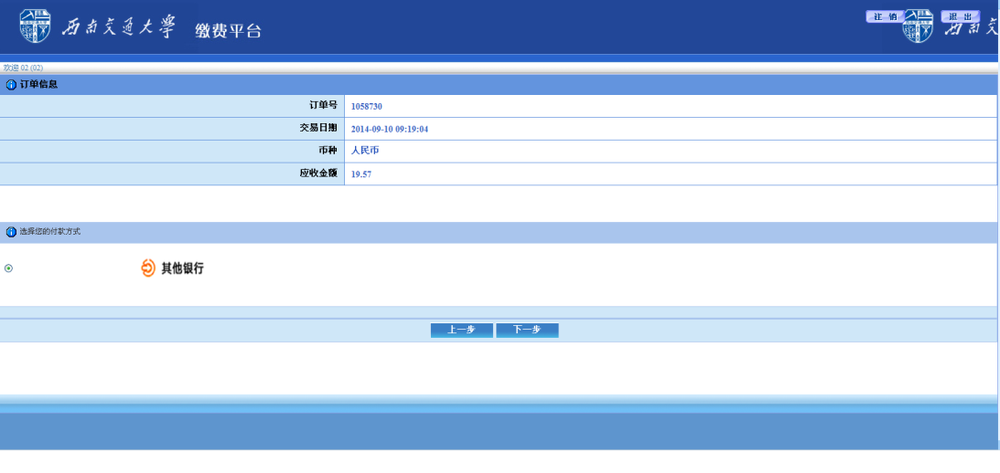 西南交通大學 缴费平台
注 销 退 出
西南交
欢迎 02 (02)
订单信息
订单号 1058730
交易日期 2014-09-10 09:19:04
币种 人民币
应收金额 19.57
选择您的付款方式
其他银行
上一步 下一步